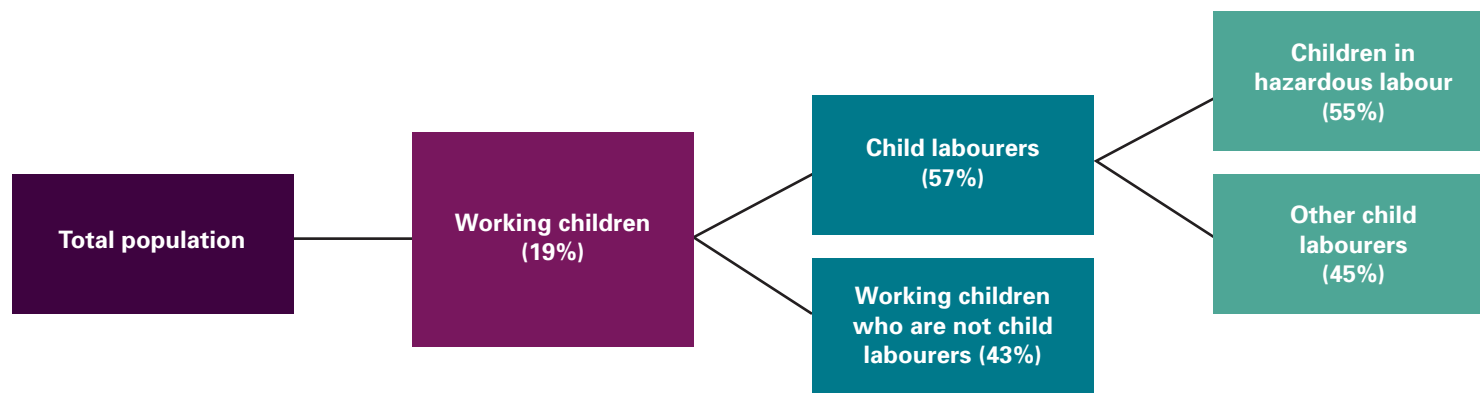 Total population
Working children
(19%)
Child labourers
(57%)
Working children
who are not child
labourers (43%)
Children in
hazardous labour
(55%)
Other child
labourers
(45%)